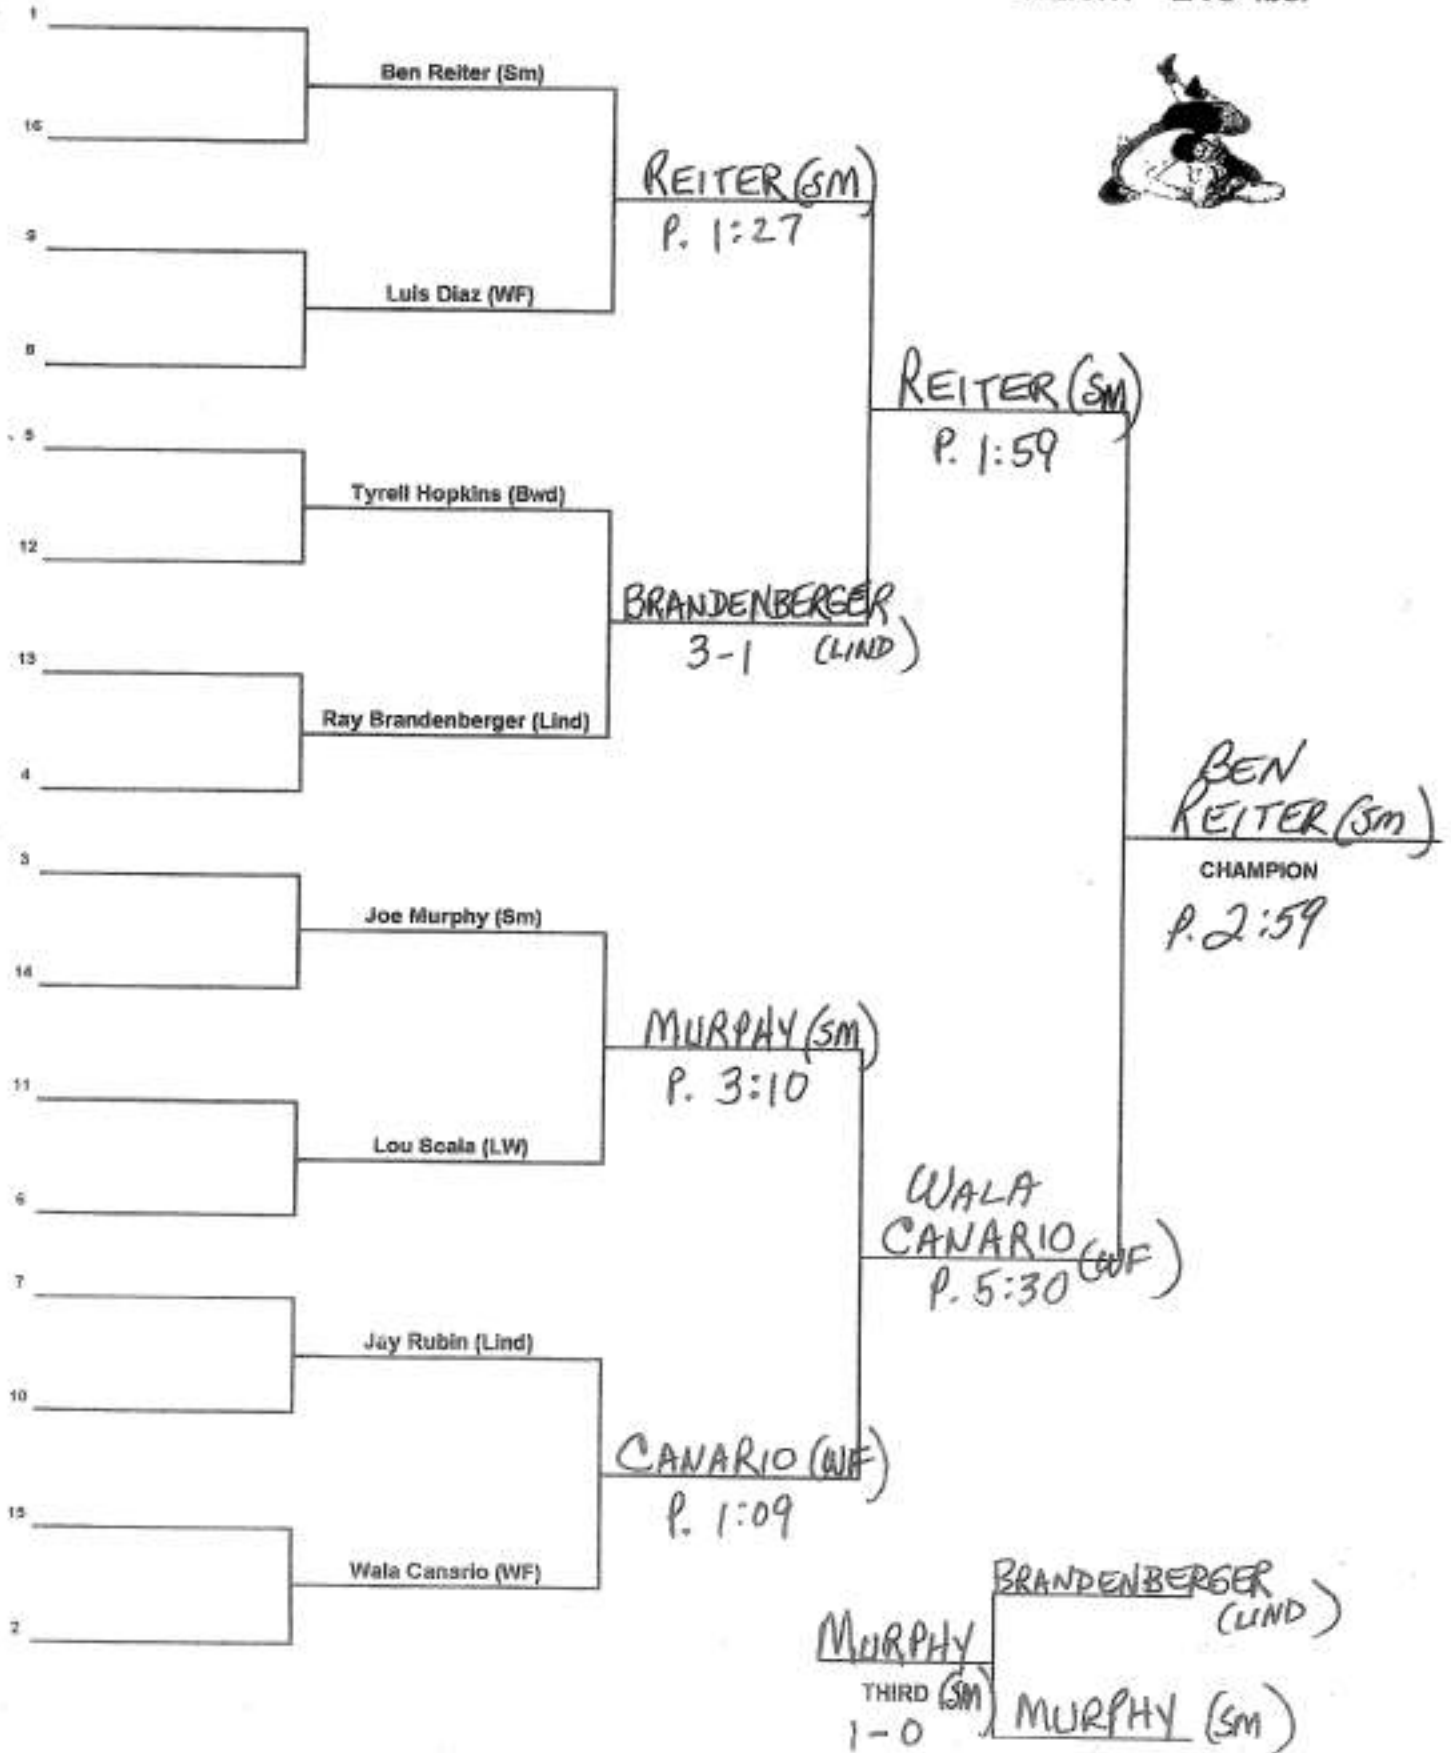 1
Ben Reiter (Sm)
16
REITER (SM)
P. 1:27
9
Luis Diaz (WF)
8
REITER (SM)
P. 1:59
5
Tyrell Hopkins (Bwd)
12
BRANDENBERGER
3-1 (LIND)
13
Ray Brandenberger (Lind)
4
BEN
REITER (SM)
CHAMPION
P. 2:59
3
Joe Murphy (Sm)
14
MURPHY (SM)
P. 3:10
11
Lou Scala (LW)
6
WALA
CANARIO (WF)
P. 5:30
7
Jay Rubin (Lind)
10
CANARIO (WF)
P. 1:09
15
Wala Canario (WF)
2
BRANDENBERGER
(LIND)
MURPHY
THIRD (SM)
1-0
MURPHY (SM)